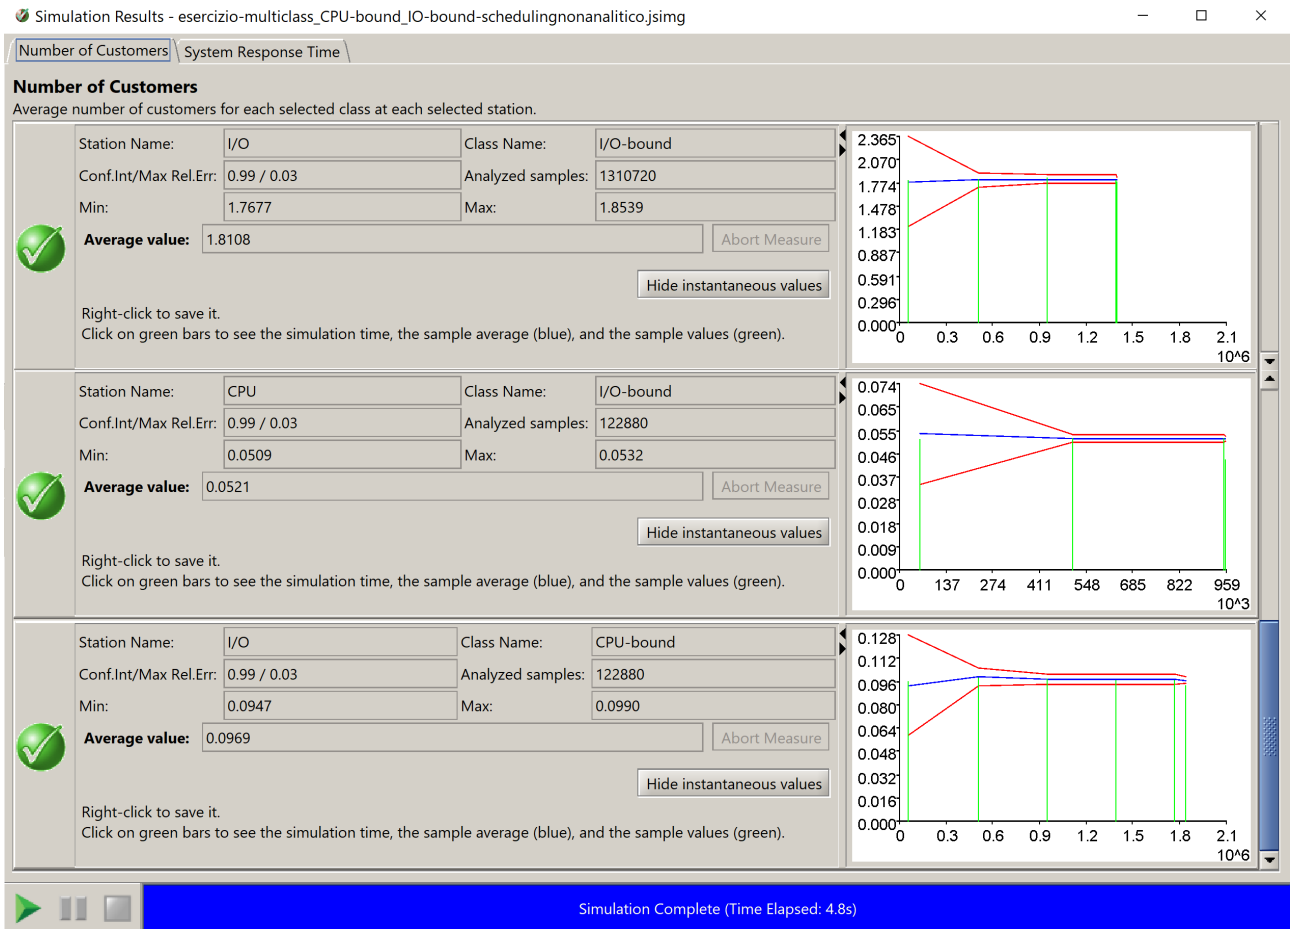 Simulation Results - esercizio-multiclass_CPU-bound_IO-bound-schedulingnonanalitico.jsimg
Number of Customers System Response Time
Number of Customers
Average number of customers for each selected class at each selected station.
Station Name: I/O Class Name: I/O-bound
Conf.Int/Max Rel.Err: 0.99 / 0.03 Analyzed samples: 1310720
Min: 1.7677 Max: 1.8539
Average value: 1.8108 Abort Measure
Hide instantaneous values
Right-click to save it.
Click on green bars to see the simulation time, the sample average (blue), and the sample values (green).
2.365
2.070
1.774
1.478
1.183
0.887
0.591
0.296
0.000
0 0.3 0.6 0.9 1.2 1.5 1.8 2.1
10^6
Station Name: CPU Class Name: I/O-bound
Conf.Int/Max Rel.Err: 0.99 / 0.03 Analyzed samples: 122880
Min: 0.0509 Max: 0.0532
Average value: 0.0521 Abort Measure
Hide instantaneous values
Right-click to save it.
Click on green bars to see the simulation time, the sample average (blue), and the sample values (green).
0.074
0.065
0.055
0.046
0.037
0.028
0.018
0.009
0.000
0 137 274 411 548 685 822 959
10^3
Station Name: I/O Class Name: CPU-bound
Conf.Int/Max Rel.Err: 0.99 / 0.03 Analyzed samples: 122880
Min: 0.0947 Max: 0.0990
Average value: 0.0969 Abort Measure
Hide instantaneous values
Right-click to save it.
Click on green bars to see the simulation time, the sample average (blue), and the sample values (green).
0.128
0.112
0.096
0.080
0.064
0.048
0.032
0.016
0.000
0 0.3 0.6 0.9 1.2 1.5 1.8 2.1
10^6
Simulation Complete (Time Elapsed: 4.8s)